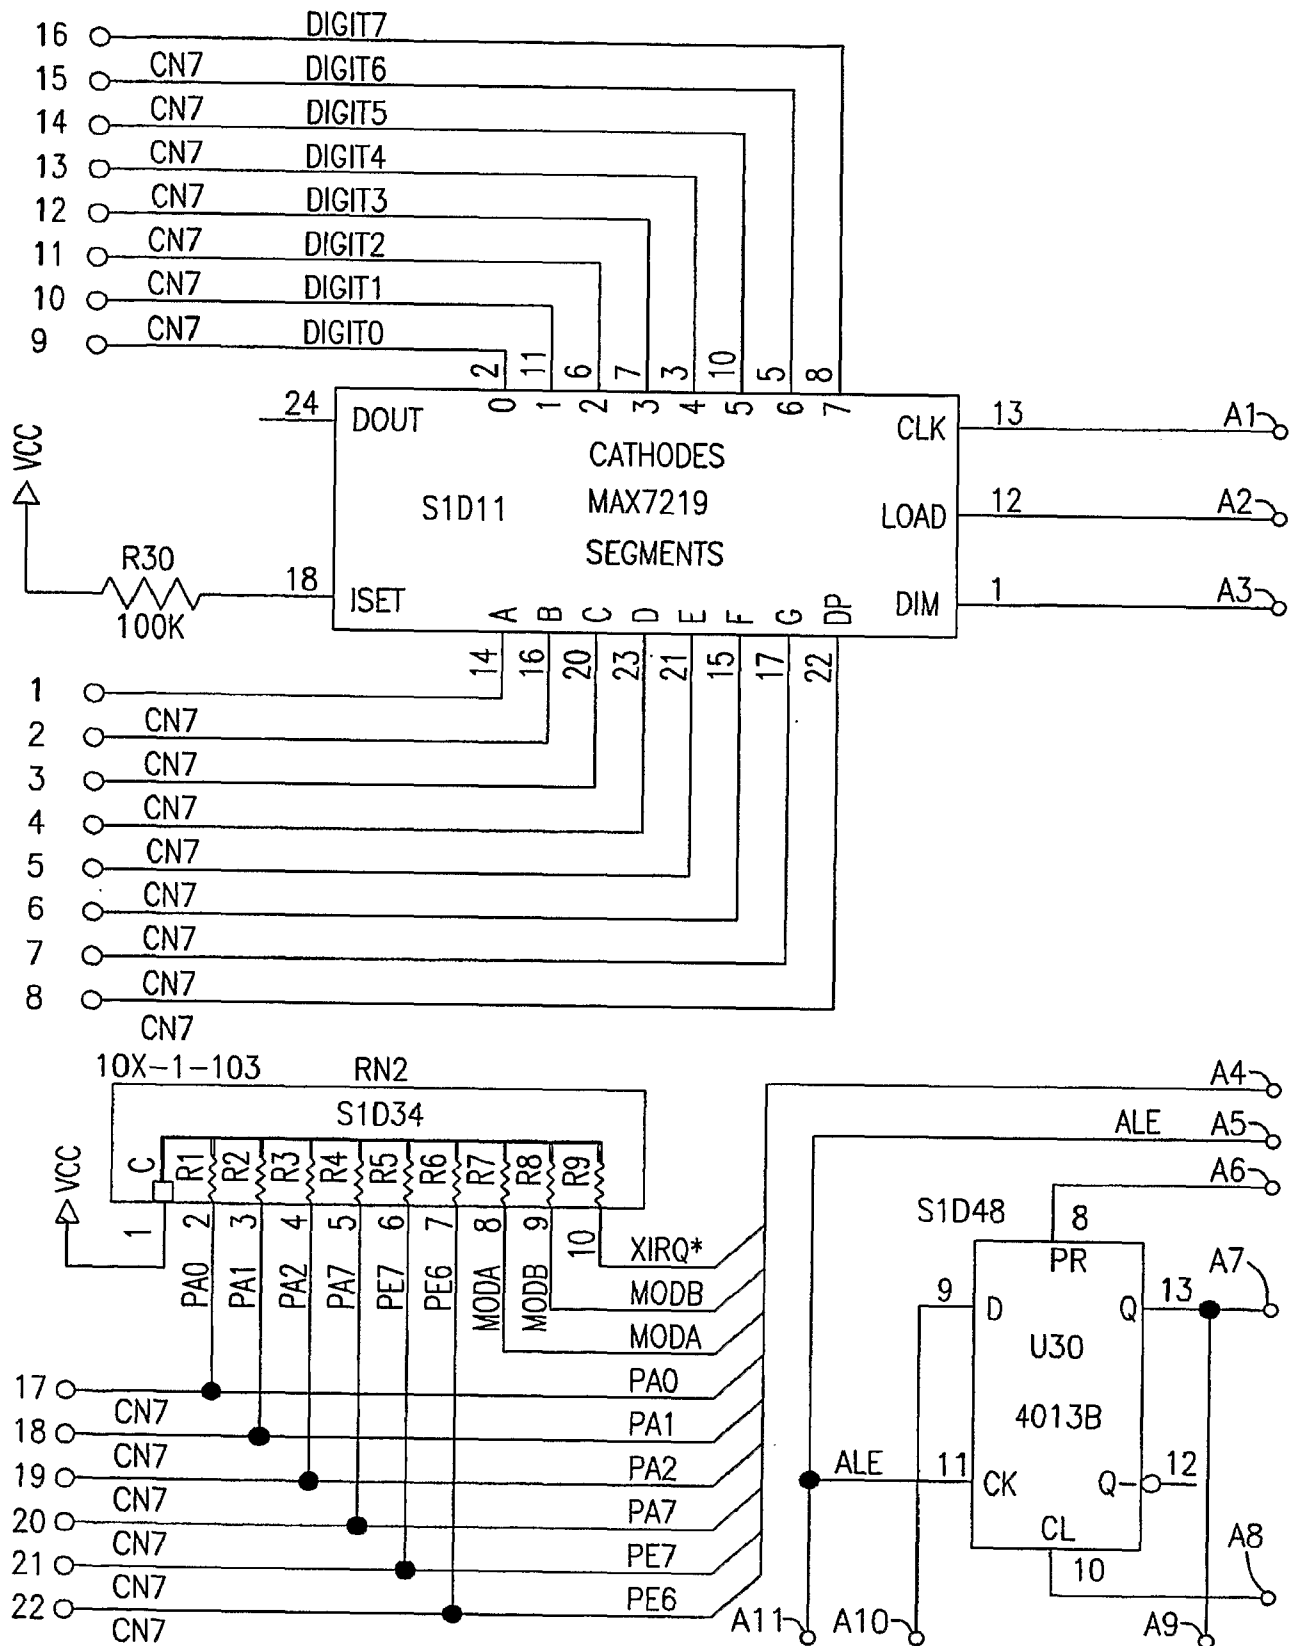 16 DIGIT7
CN7
15 DIGIT6
CN7
14 DIGIT5
CN7
13 DIGIT4
CN7
12 DIGIT3
CN7
11 DIGIT2
CN7
10 DIGIT1
CN7
9 DIGIT0
2 11 6 7 3 10 5 8
0 1 2 3 4 5 6 7
24 DOUT
CLK 13 A1
CATHODES
VCC
S1D11 MAX7219
LOAD 12 A2
SEGMENTS
R30
100K
18 ISET
DIM 1 A3
A B C D E F G DP
14 16 20 23 21 15 17 22
1
CN7
2
CN7
3
CN7
4
CN7
5
CN7
6
CN7
7
CN7
8
CN7
10X-1-103 RN2
S1D34
VCC
C R1 R2 R3 R4 R5 R6 R7 R8 R9
1 2 3 4 5 6 7 8 9 10
PA0 PA1 PA2 PA7 PE7 PE6 MODA MODB
XIRQ*
MODB
MODA
17 PA0
CN7
18 PA1
CN7
19 PA2
CN7
20 PA7
CN7
21 PE7
CN7
22 PE6
CN7
A4
ALE A5
A6
S1D48 8
PR
9 D Q 13 A7
U30
4013B
ALE 11 CK Q 12
CL
10 A8
A11 A10 A9